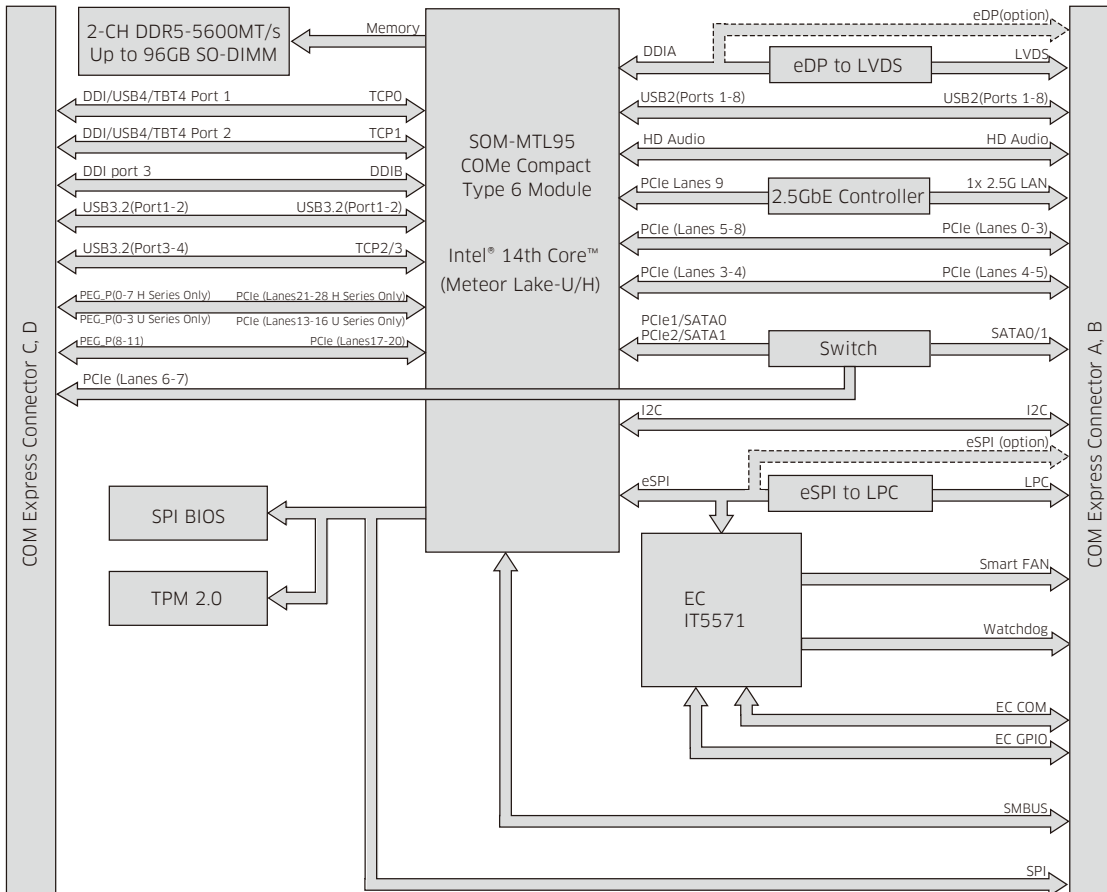 2-CH DDR5-5600MT/s
Up to 96GB SO-DIMM
Memory
DDI/USB4/TBT4 Port 1
TCP0
DDI/USB4/TBT4 Port 2
TCP1
DDI port 3
DDIB
USB3.2(Port1-2)
USB3.2(Port1-2)
USB3.2(Port3-4)
TCP2/3
PEG_P(0-7 H Series Only)
PCIe (Lanes21-28 H Series Only)
PEG_P(0-3 U Series Only)
PCIe (Lanes13-16 U Series Only)
PEG_P(8-11)
PCIe (Lanes17-20)
PCIe (Lanes 6-7)
COM Express Connector C, D
SPI BIOS
TPM 2.0
SOM-MTL95
COMe Compact
Type 6 Module
Intel® 14th Core™
(Meteor Lake-U/H)
eDP(option)
DDIA
eDP to LVDS
LVDS
USB2(Ports 1-8)
USB2(Ports 1-8)
HD Audio
HD Audio
PCIe Lanes 9
2.5GbE Controller
1x 2.5G LAN
PCIe (Lanes 5-8)
PCIe (Lanes 0-3)
PCIe (Lanes 3-4)
PCIe (Lanes 4-5)
PCIe1/SATA0
PCIe2/SATA1
Switch
SATA0/1
I2C
I2C
eSPI (option)
eSPI
eSPI to LPC
LPC
EC
IT5571
Smart FAN
Watchdog
EC COM
EC GPIO
SMBUS
SPI
COM Express Connector A, B